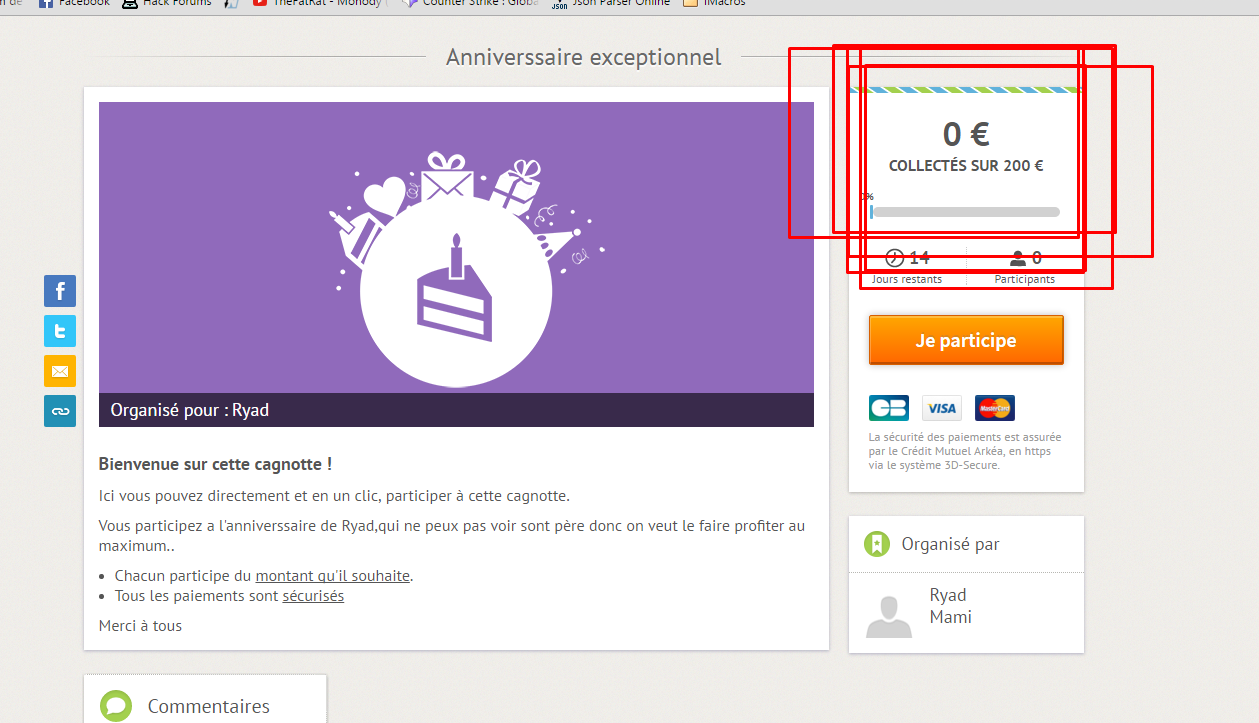 Facebook
Hack Forums
TheFatRat - Monody
Counter Strike : Globa
Json Parser Online
iMacros
Anniverssaire exceptionnel
0 €
COLLECTÉS SUR 200 €
0%
14
Jours restants
0
Participants
Je participe
CB
VISA
MasterCard
La sécurité des paiements est assurée
par le Crédit Mutuel Arkéa, en https
via le système 3D-Secure.
Organisé pour : Ryad
Bienvenue sur cette cagnotte !
Ici vous pouvez directement et en un clic, participer à cette cagnotte.
Vous participez a l'anniverssaire de Ryad,qui ne peux pas voir sont père donc on veut le faire profiter au
maximum..
• Chacun participe du montant qu'il souhaite.
• Tous les paiements sont sécurisés
Merci à tous
Organisé par
Ryad
Mami
Commentaires